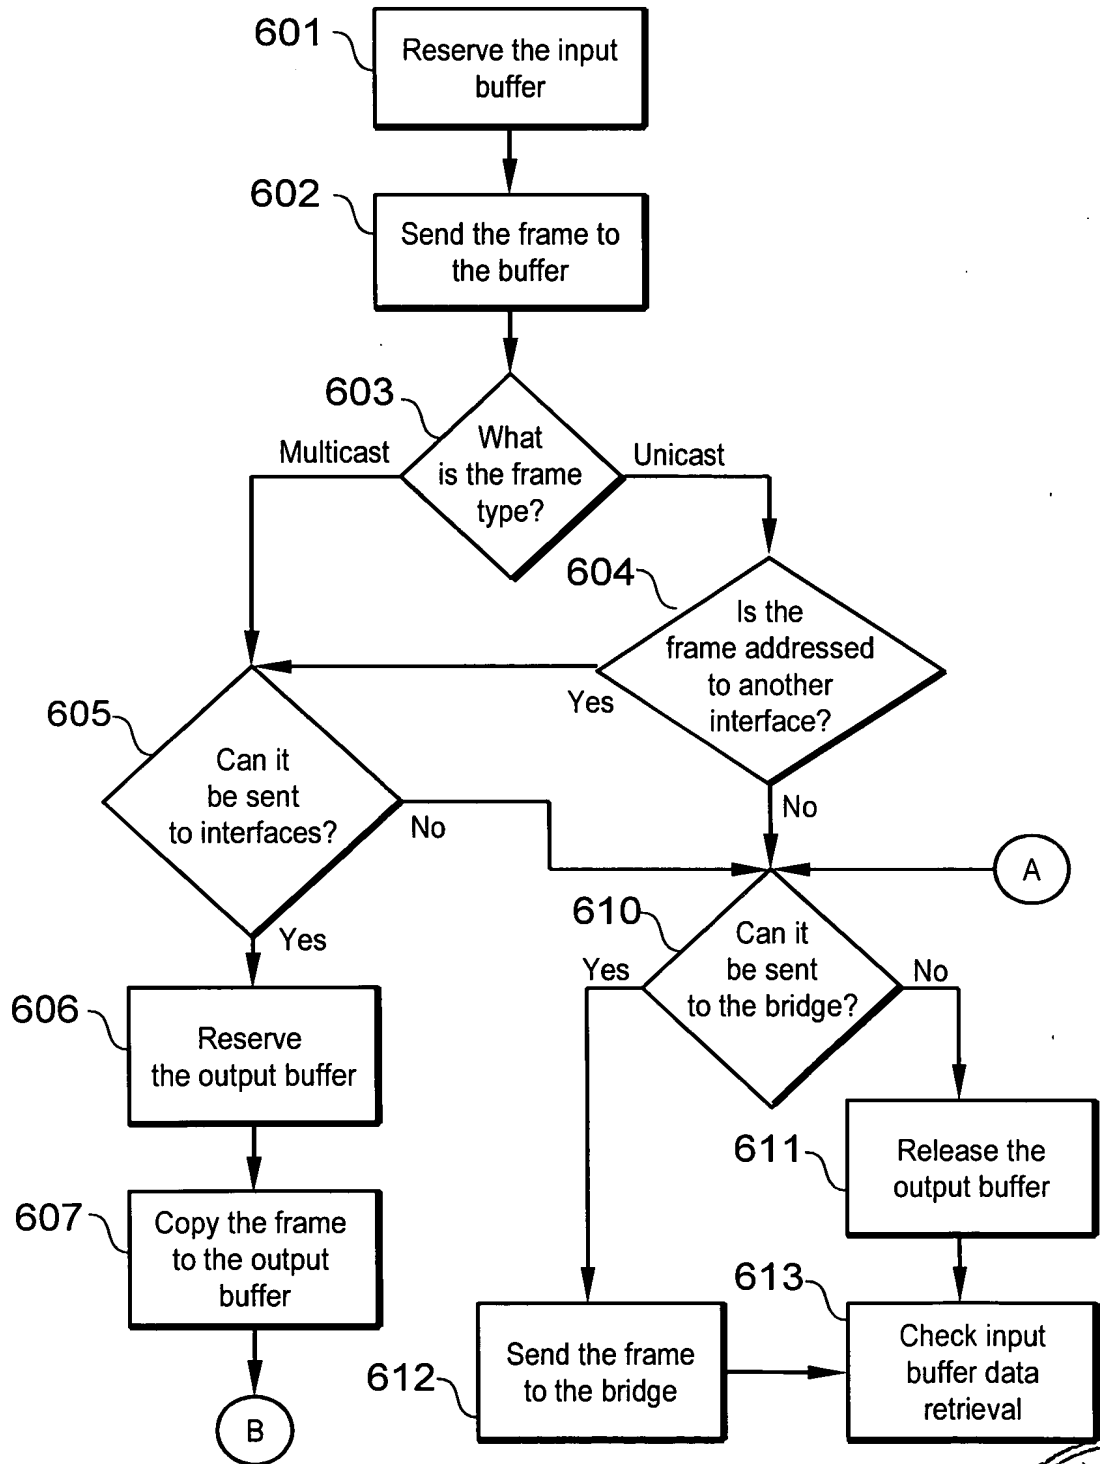 601
Reserve the input
buffer
602
Send the frame to
the buffer
603
What
is the frame
type?
Multicast
Unicast
604
Is the
frame addressed
to another
interface?
Yes
No
605
Can it
be sent
to interfaces?
No
Yes
A
610
Can it
be sent
to the bridge?
Yes
No
606
Reserve
the output buffer
611
Release the
output buffer
607
Copy the frame
to the output
buffer
613
Check input
buffer data
retrieval
612
Send the frame
to the bridge
B